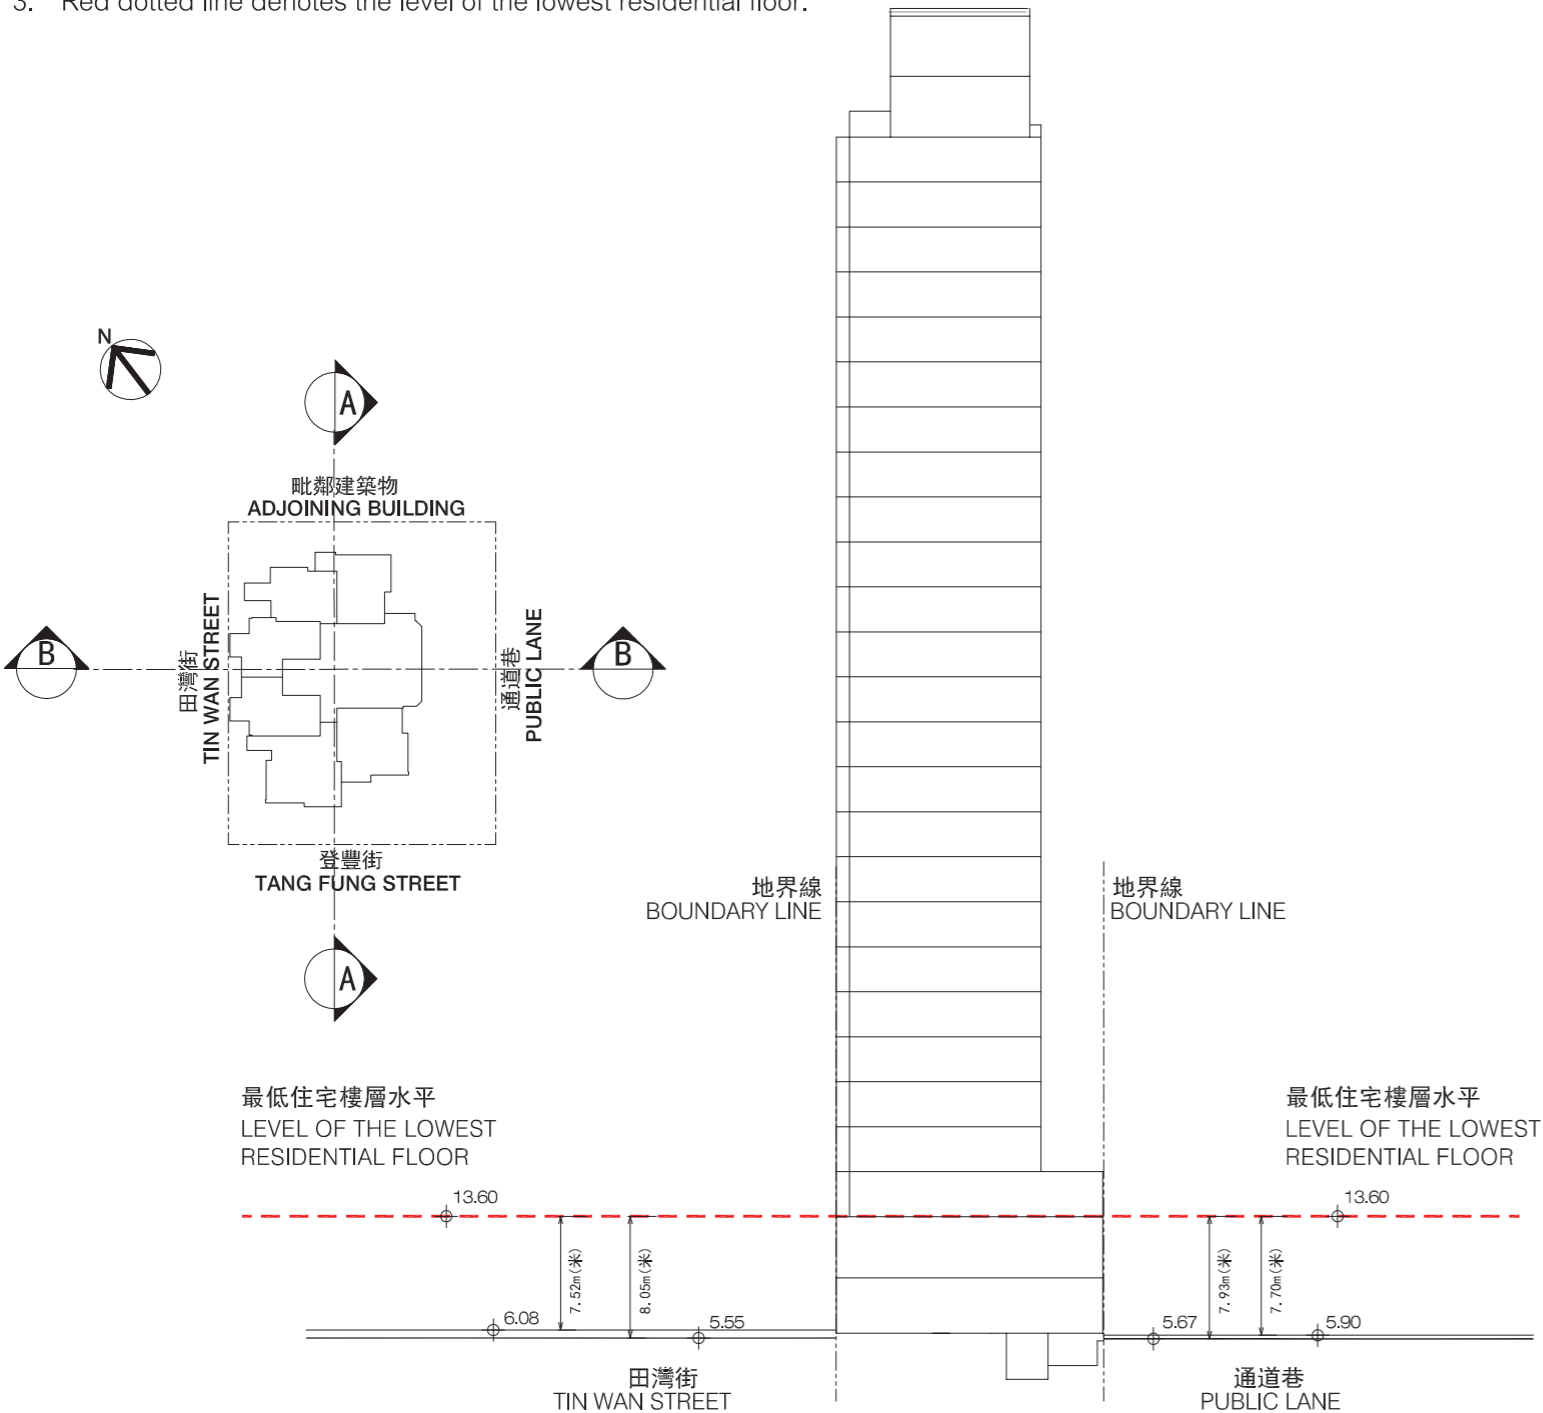 3. Red dotted line denotes the level of the lowest residential floor.
N
A
毗鄰建築物
ADJOINING BUILDING
B
田灣街
TIN WAN STREET
通道巷
PUBLIC LANE
B
登豐街
TANG FUNG STREET
A
地界線
BOUNDARY LINE
地界線
BOUNDARY LINE
最低住宅樓層水平
LEVEL OF THE LOWEST
RESIDENTIAL FLOOR
最低住宅樓層水平
LEVEL OF THE LOWEST
RESIDENTIAL FLOOR
13.60
13.60
7.52m(米)
8.05m(米)
7.93m(米)
7.70m(米)
6.08
5.55
5.67
5.90
田灣街
TIN WAN STREET
通道巷
PUBLIC LANE